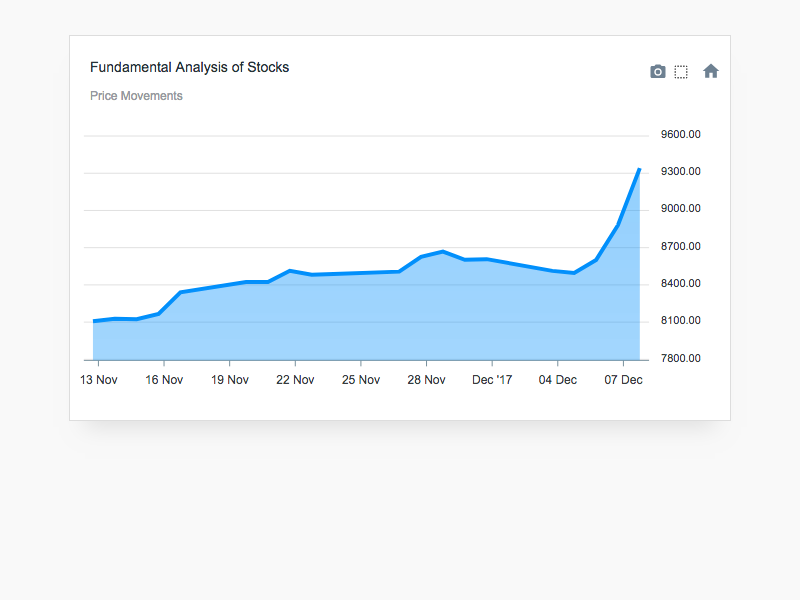 Fundamental Analysis of Stocks
Price Movements
9600.00
9300.00
9000.00
8700.00
8400.00
8100.00
7800.00
13 Nov 16 Nov 19 Nov 22 Nov 25 Nov 28 Nov Dec '17 04 Dec 07 Dec